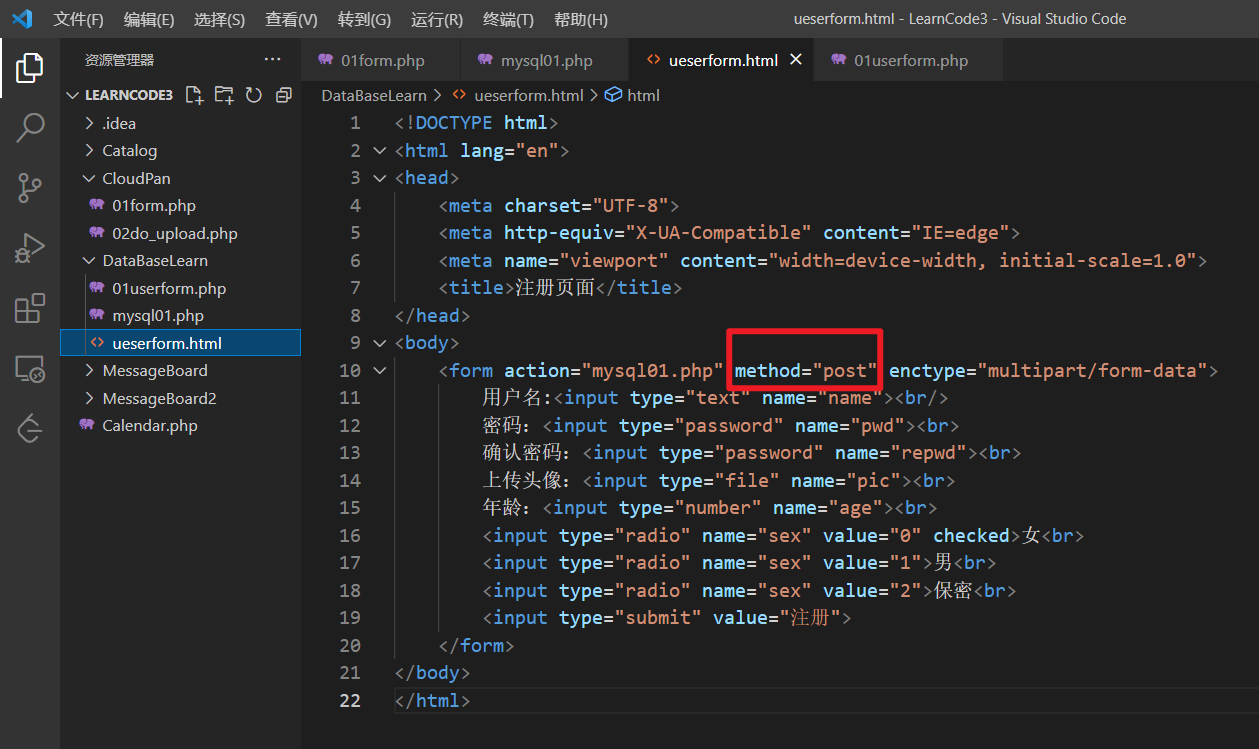 文件(F) 编辑(E) 选择(S) 查看(V) 转到(G) 运行(R) 终端(T) 帮助(H) ueserform.html - LearnCode3 - Visual Studio Code
资源管理器 ...
LEARNCODE3
.idea
Catalog
CloudPan
01form.php
02do_upload.php
DataBaseLearn
01userform.php
mysql01.php
ueserform.html
MessageBoard
MessageBoard2
Calendar.php
01form.php mysql01.php ueserform.html 01userform.php
DataBaseLearn > ueserform.html > html
1 <!DOCTYPE html>
2 <html lang="en">
3 <head>
4 <meta charset="UTF-8">
5 <meta http-equiv="X-UA-Compatible" content="IE=edge">
6 <meta name="viewport" content="width=device-width, initial-scale=1.0">
7 <title>注册页面</title>
8 </head>
9 <body>
10 <form action="mysql01.php" method="post" enctype="multipart/form-data">
11 用户名:<input type="text" name="name"><br/>
12 密码：<input type="password" name="pwd"><br>
13 确认密码：<input type="password" name="repwd"><br>
14 上传头像：<input type="file" name="pic"><br>
15 年龄：<input type="number" name="age"><br>
16 <input type="radio" name="sex" value="0" checked>女<br>
17 <input type="radio" name="sex" value="1">男<br>
18 <input type="radio" name="sex" value="2">保密<br>
19 <input type="submit" value="注册">
20 </form>
21 </body>
22 </html>